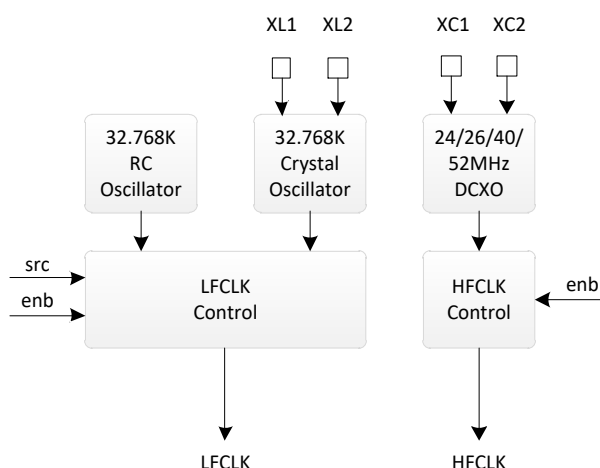 XL1 XL2 XC1 XC2
32.768K
RC
Oscillator
32.768K
Crystal
Oscillator
24/26/40/
52MHz
DCXO
src
enb
LFCLK
Control
HFCLK
Control
enb
LFCLK
HFCLK